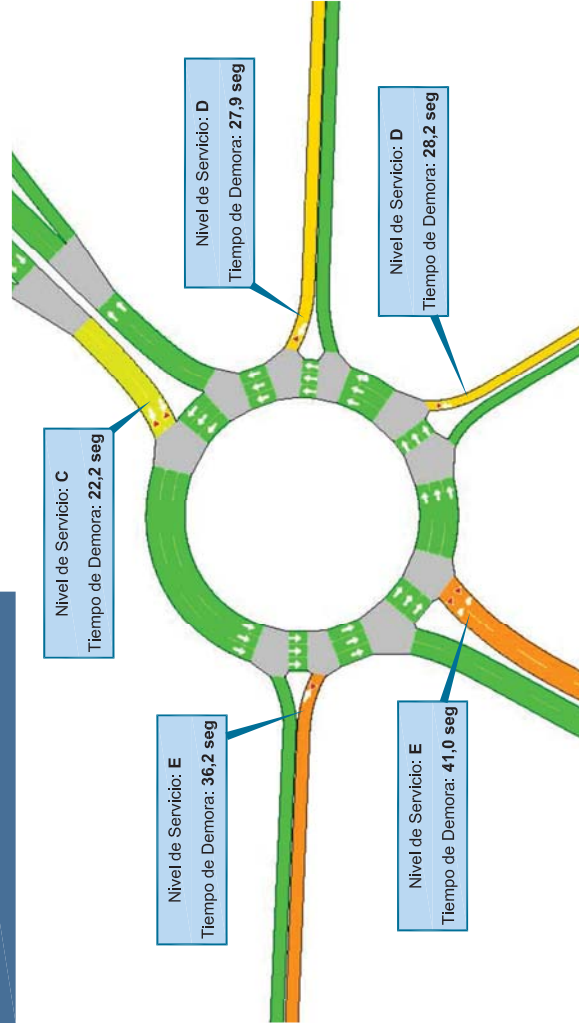 Nivel de Servicio: C
Tiempo de Demora: 22,2 seg
Nivel de Servicio: D
Tiempo de Demora: 27,9 seg
Nivel de Servicio: D
Tiempo de Demora: 28,2 seg
Nivel de Servicio: E
Tiempo de Demora: 36,2 seg
Nivel de Servicio: E
Tiempo de Demora: 41,0 seg